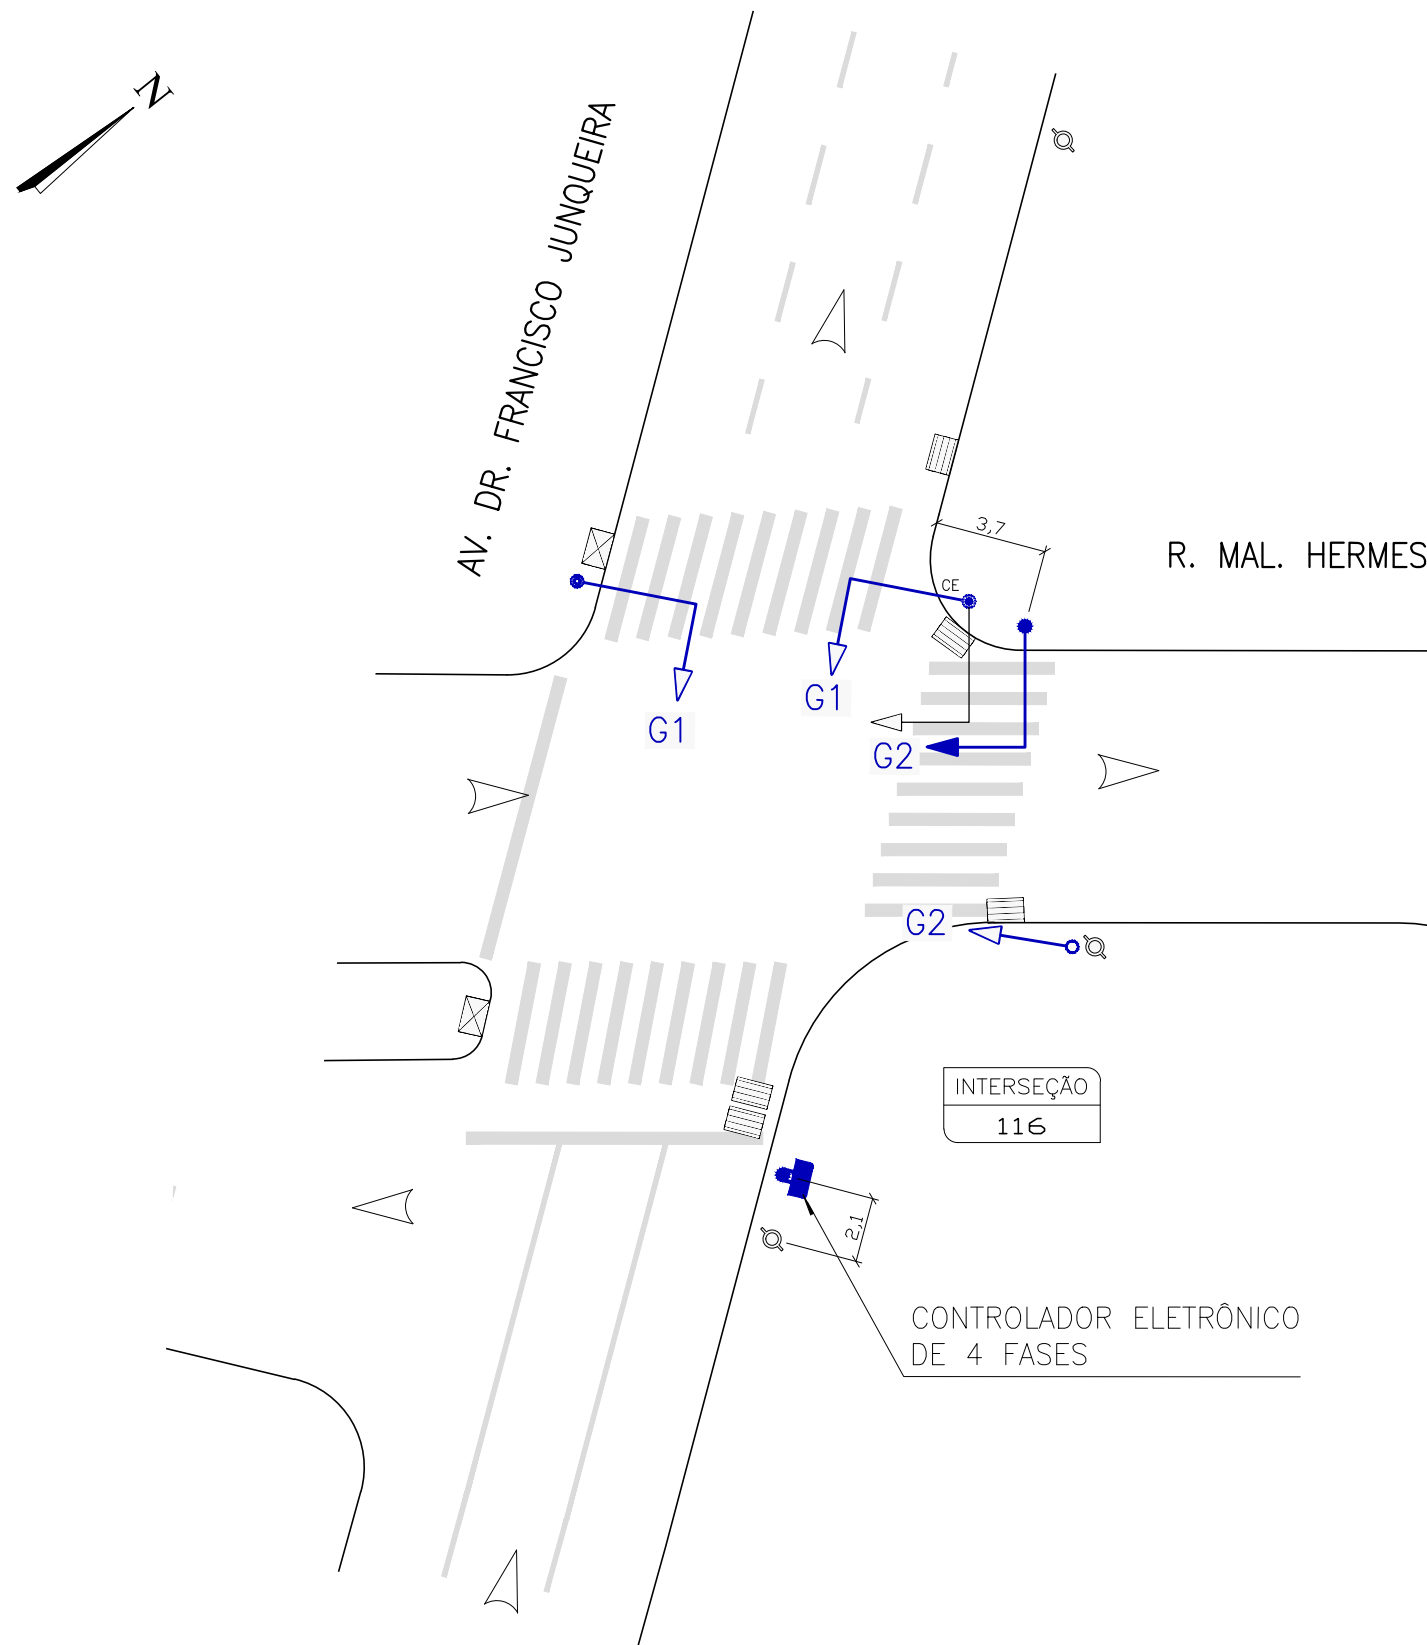 N
AV. DR. FRANCISCO JUNQUEIRA
3,7
R. MAL. HERMES
CE
G1
G1
G2
G2
INTERSEÇÃO
116
2,1
CONTROLADOR ELETRÔNICO
DE 4 FASES